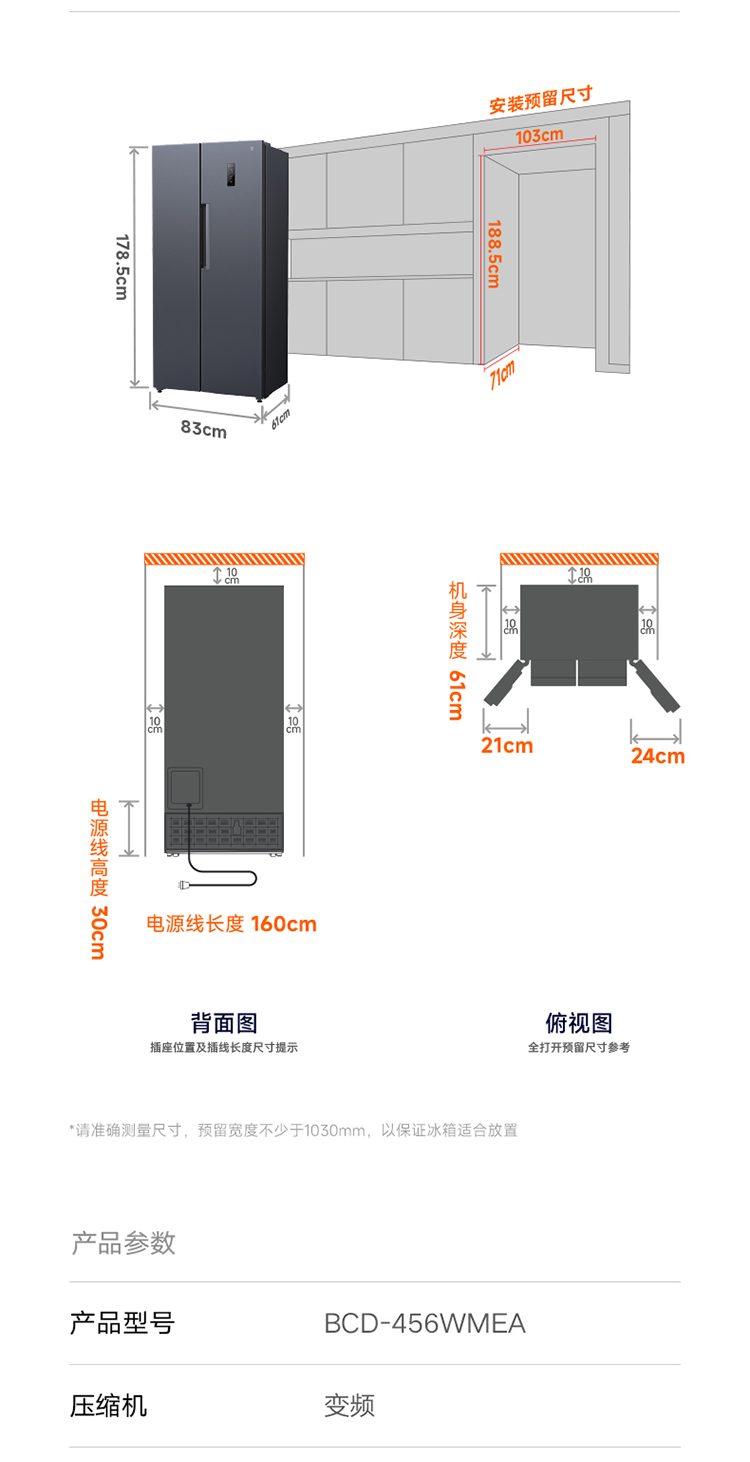 安装预留尺寸
103cm
178.5cm
188.5cm
71cm
83cm
61cm
10
cm
10
cm
10
cm
10
cm
10
cm
10
cm
机身深度 61cm
21cm
24cm
电源线高度 30cm
电源线长度 160cm
背面图
插座位置及插线长度尺寸提示
俯视图
全打开预留尺寸参考
*请准确测量尺寸，预留宽度不少于1030mm，以保证冰箱适合放置
产品参数
产品型号 BCD-456WMEA
压缩机 变频